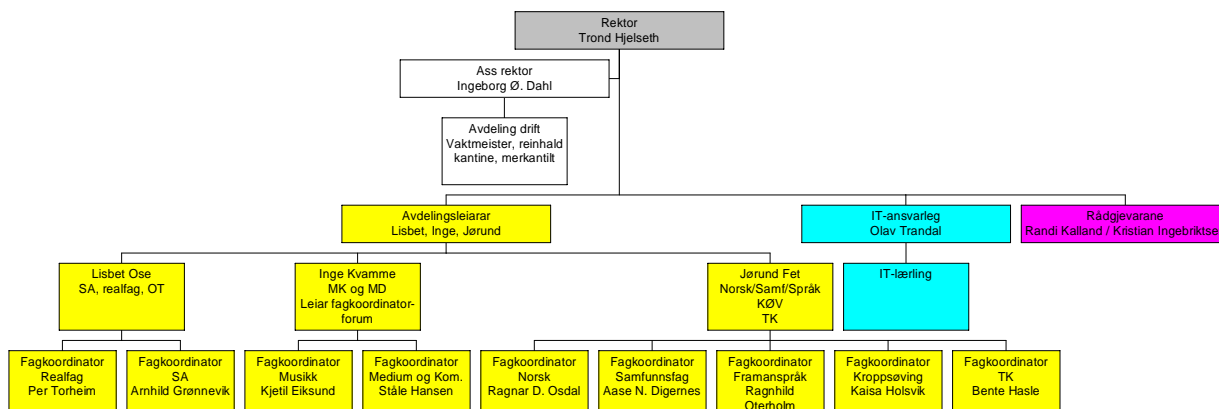 Rektor
Trond Hjelseth
Ass rektor
Ingeborg Ø. Dahl
Avdeling drift
Vaktmeister, reinhald
kantine, merkantilt
Avdelingsleiarar
Lisbet, Inge, Jørund
IT-ansvarleg
Olav Trandal
Rådgjevarane
Randi Kalland / Kristian Ingebriktse
Lisbet Ose
SA, realfag, OT
Inge Kvamme
MK og MD
Leiar fagkoordinator-
forum
Jørund Fet
Norsk/Samf/Språk
KØV
TK
IT-lærling
Fagkoordinator
Realfag
Per Torheim
Fagkoordinator
SA
Arnhild Grønnevik
Fagkoordinator
Musikk
Kjetil Eiksund
Fagkoordinator
Medium og Kom.
Ståle Hansen
Fagkoordinator
Norsk
Ragnar D. Osdal
Fagkoordinator
Samfunnsfag
Aase N. Digernes
Fagkoordinator
Framanspråk
Ragnhild
Oterholm
Fagkoordinator
Kroppsøving
Kaisa Holsvik
Fagkoordinator
TK
Bente Hasle